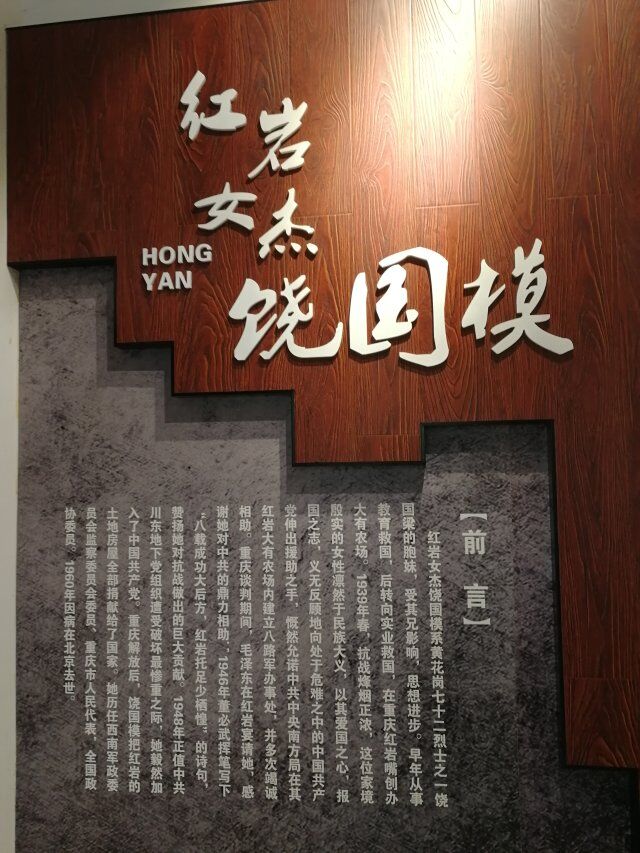 红岩
女杰
HONG
YAN
饶国模
【前言】
红岩女杰饶国模系黄花岗七十二烈士之一饶
国梁的胞妹，受其兄影响，思想进步。早年从事
教育救国，后转向实业救国，在重庆红岩嘴创办
大有农场。1939年春，抗战烽烟正浓，这位家境
殷实的女性凛然于民族大义，以其爱国之心，报
国之志，义无反顾地向处于危难之中的中国共产
党伸出援助之手，慨然允诺中共中央南方局在其
红岩大有农场内建立八路军办事处，并多次竭诚
相助。重庆谈判期间，毛泽东在红岩宴请她，感
谢她对中共的鼎力相助。1946年董必武挥笔写下
“八载成功大后方，红岩托足少栖惶”的诗句，
赞扬她对抗战做出的巨大贡献。1948年正值中共
川东地下党组织遭受破坏最惨重之际，她毅然加
入了中国共产党。重庆解放后，饶国模把红岩的
土地房屋全部捐献给了国家。她历任西南军政委
员会监察委员会委员、重庆市人民代表、全国政
协委员。1960年因病在北京去世。